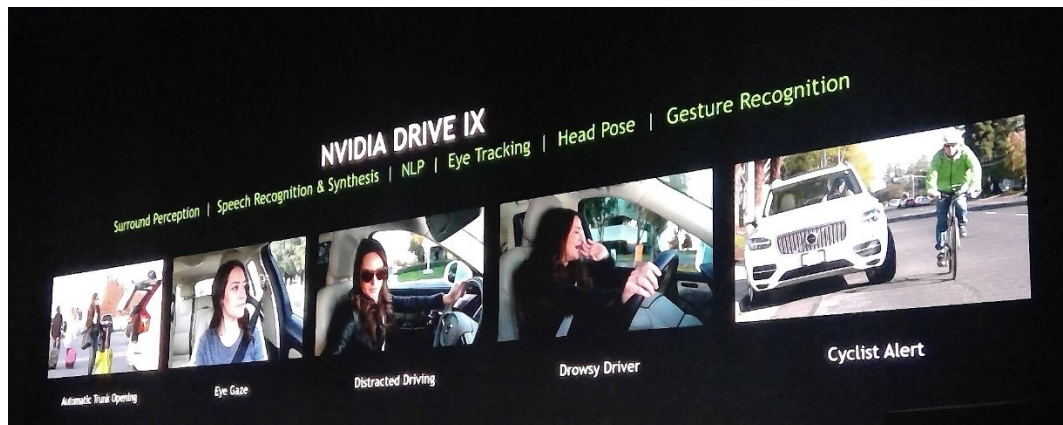 NVIDIA DRIVE IX
Surround Perception | Speech Recognition & Synthesis | NLP | Eye Tracking | Head Pose | Gesture Recognition
Automatic Trunk Opening
Eye Gaze
Distracted Driving
Drowsy Driver
Cyclist Alert